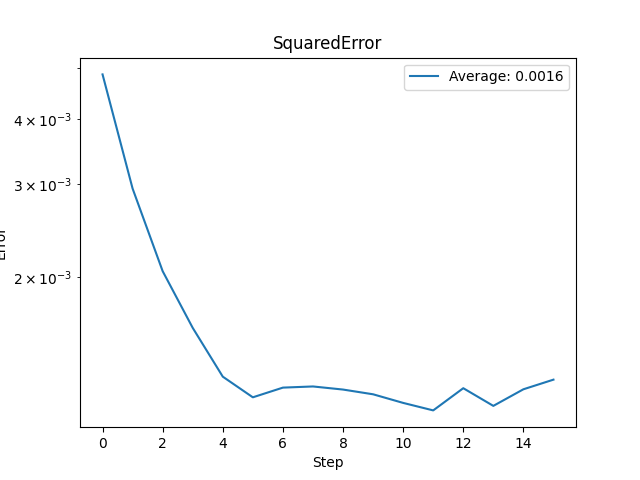 SquaredError
Average: 0.0016
4 × 10⁻³
3 × 10⁻³
2 × 10⁻³
Error
0 2 4 6 8 10 12 14
Step